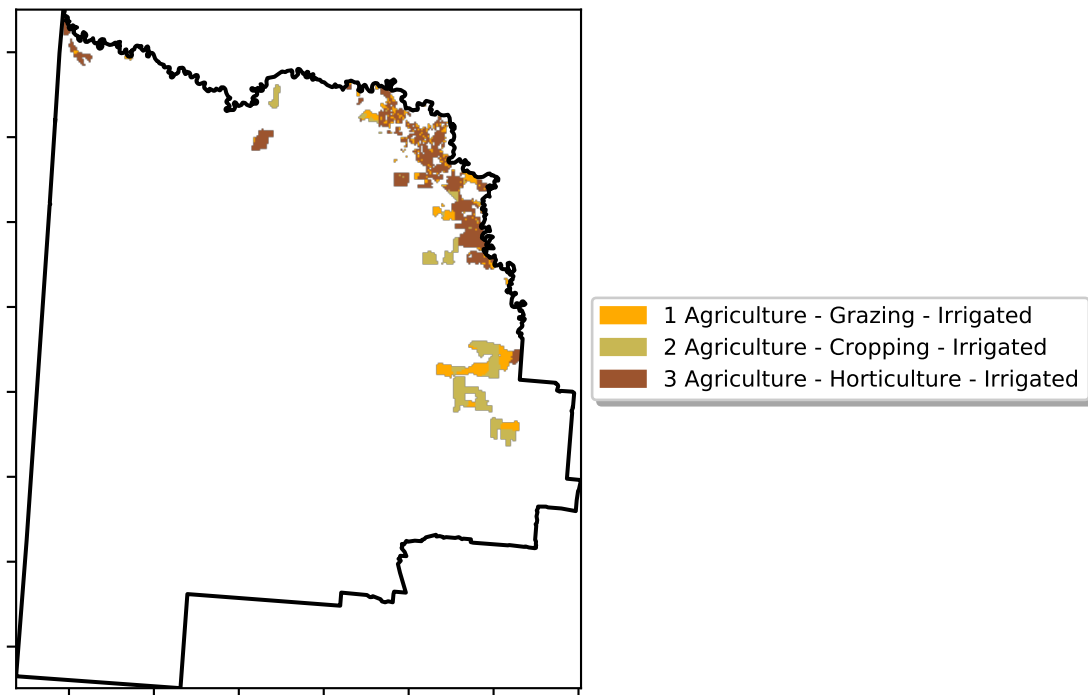 1 Agriculture - Grazing - Irrigated
2 Agriculture - Cropping - Irrigated
3 Agriculture - Horticulture - Irrigated